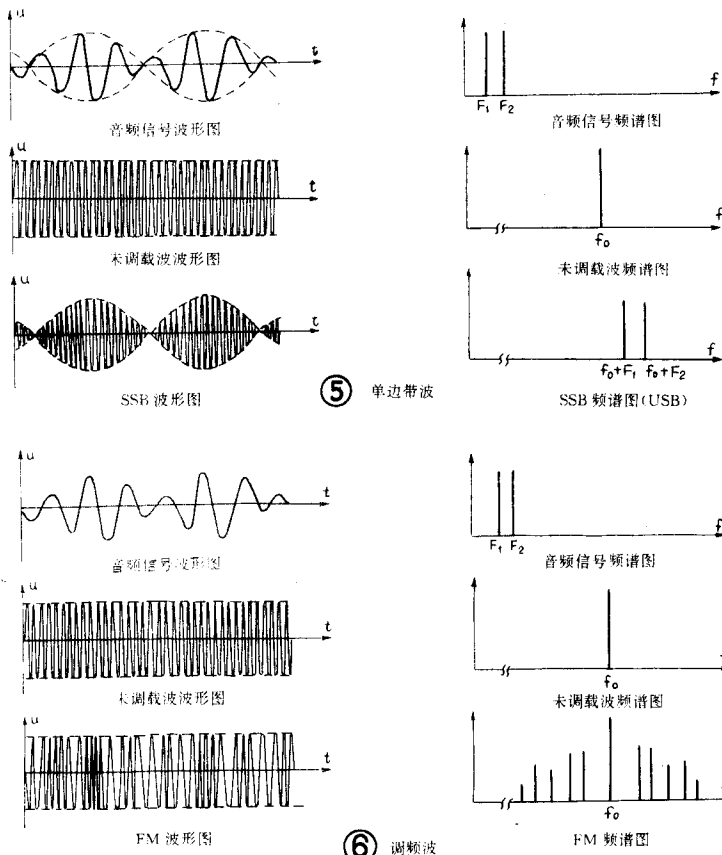 u
t
f
F₁ F₂
音频信号波形图
音频信号频谱图
u
t
f
f₀
未调载波波形图
未调载波频谱图
u
t
f
f₀+F₁ f₀+F₂
SSB 波形图
⑤ 单边带波
SSB 频谱图(USB)
u
t
f
F₁ F₂
音频信号波形图
音频信号频谱图
u
t
f₀
未调载波波形图
未调载波频谱图
u
t
f₀
FM 波形图
⑥ 调频波
FM 频谱图